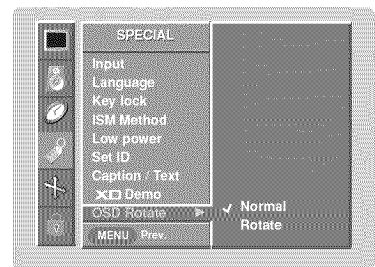 SPECIAL
Input
Language
Key lock
ISM Method
Low power
Set ID
Caption / Text
XD Demo
OSD Rotate
Normal
Rotate
MENU Prev.